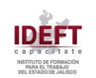 IDEFT
capacítate
INSTITUTO DE FORMACIÓN
PARA EL TRABAJO
DEL ESTADO DE JALISCO